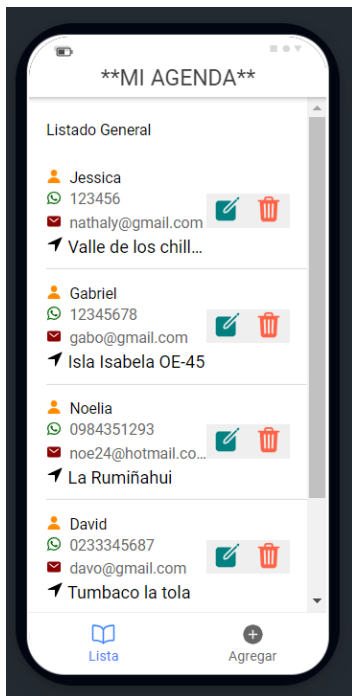 **MI AGENDA**
Listado General
Jessica
123456
nathaly@gmail.com
Valle de los chill...
Gabriel
12345678
gabo@gmail.com
Isla Isabela OE-45
Noelia
0984351293
noe24@hotmail.co...
La Rumiñahui
David
0233345687
davo@gmail.com
Tumbaco la tola
Lista
Agregar